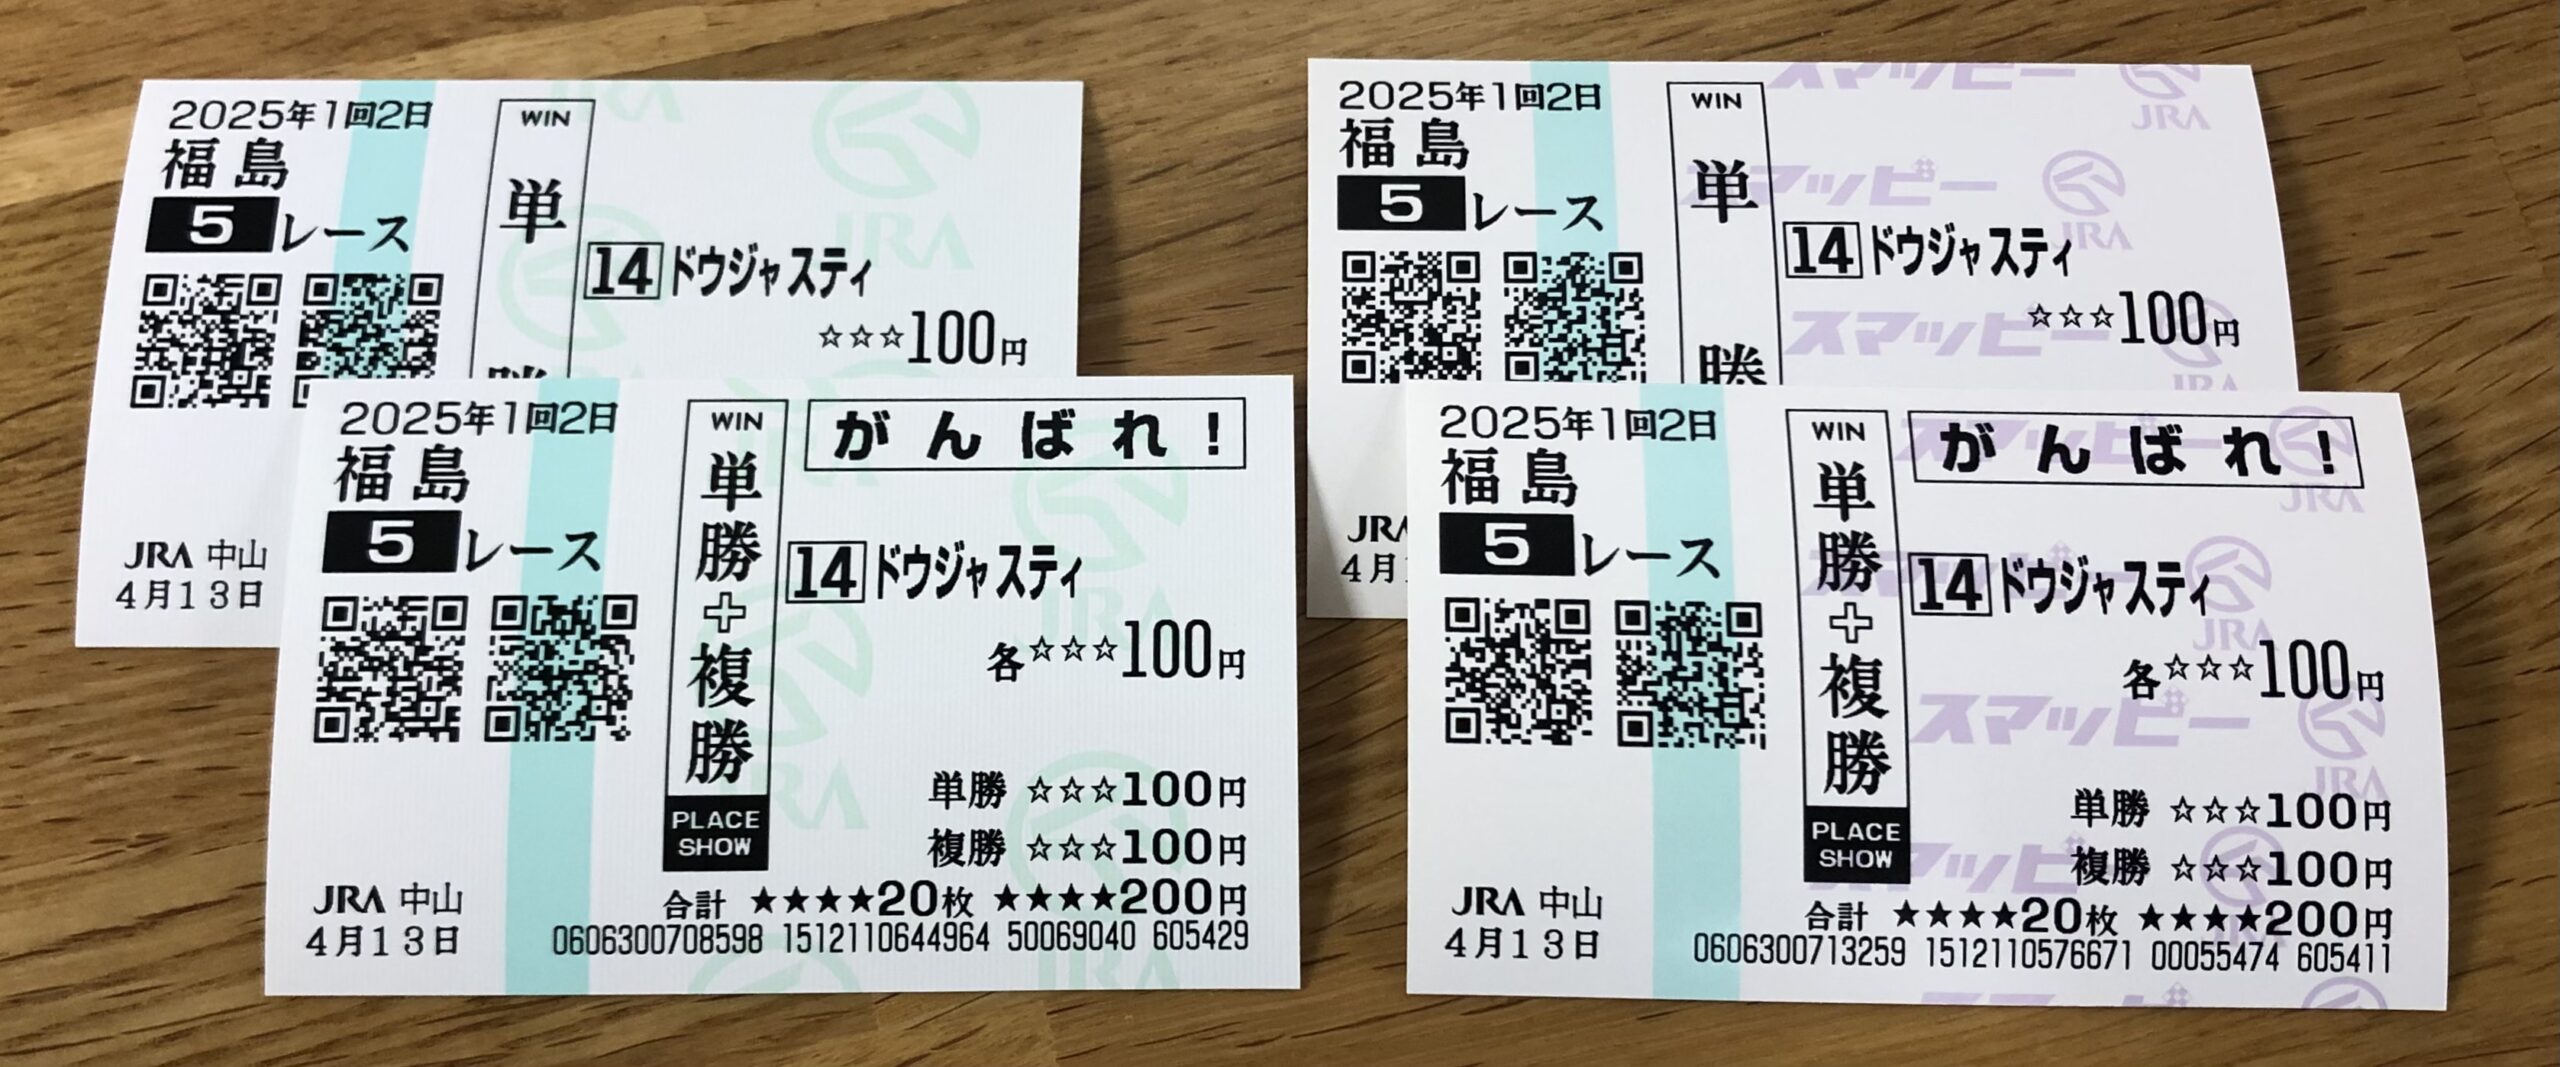 2025年1回2日
福島
5レース
WIN
単
14 ドウジャスティ
☆☆☆100円
JRA 中山
4月13日
2025年1回2日
福島
5レース
WIN
単勝
14 ドウジャスティ
☆☆☆100円
JRA
4月1
スマッピー
JRA
2025年1回2日
福島
5レース
WIN
単勝+複勝
PLACE
SHOW
がんばれ!
14 ドウジャスティ
各☆☆☆100円
単勝 ☆☆☆100円
複勝 ☆☆☆100円
合計 ★★★★20枚 ★★★★200円
JRA 中山
4月13日
0606300708598 1512110644964 50069040 605429
2025年1回2日
福島
5レース
WIN
単勝+複勝
PLACE
SHOW
がんばれ!
14 ドウジャスティ
各☆☆☆100円
単勝 ☆☆☆100円
複勝 ☆☆☆100円
合計 ★★★★20枚 ★★★★200円
JRA 中山
4月13日
0606300713259 1512110576671 00055474 605411
スマッピー
JRA